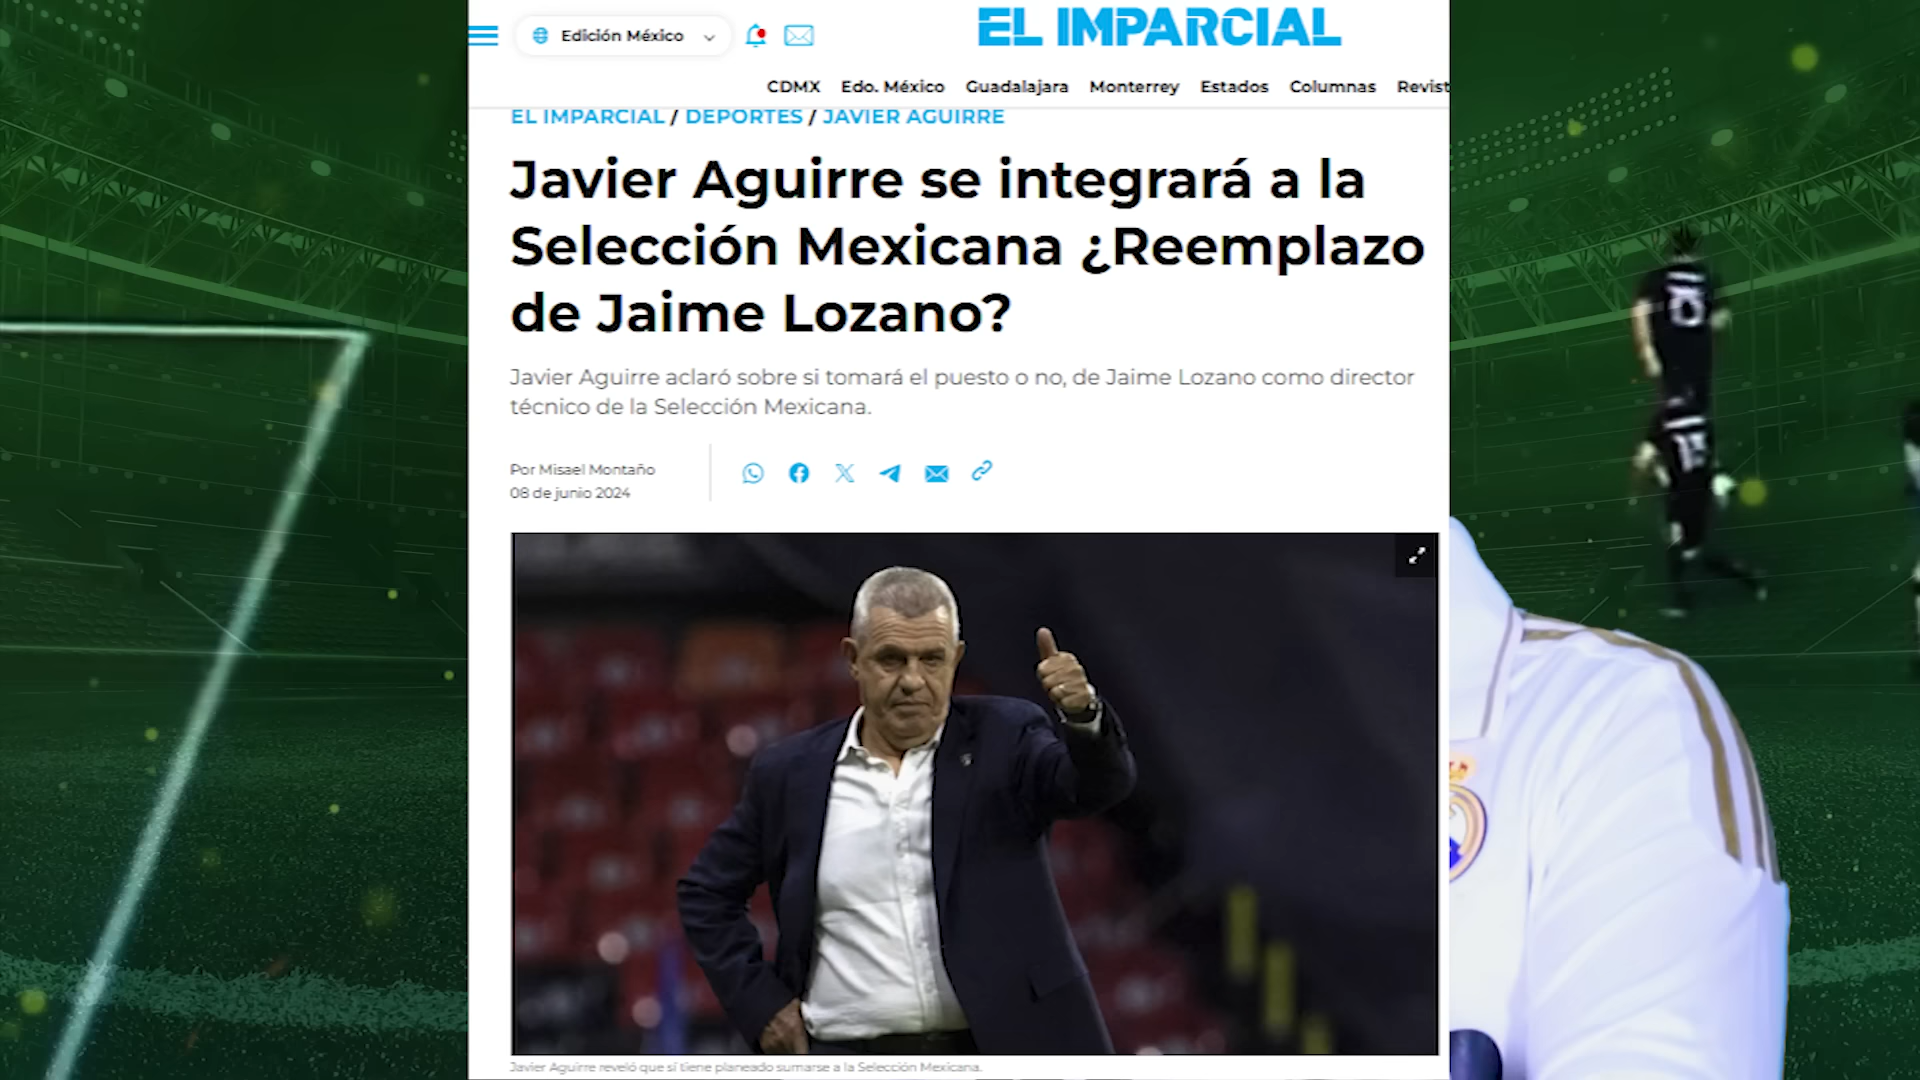 Edición México
EL IMPARCIAL
CDMX Edo. México Guadalajara Monterrey Estados Columnas Revist
EL IMPARCIAL / DEPORTES / JAVIER AGUIRRE
Javier Aguirre se integrará a la
Selección Mexicana ¿Reemplazo
de Jaime Lozano?
Javier Aguirre aclaró sobre si tomará el puesto o no, de Jaime Lozano como director
técnico de la Selección Mexicana.
Por Misael Montaño
08 de junio 2024
Javier Aguirre reveló que sí tiene planeado sumarse a la Selección Mexicana.